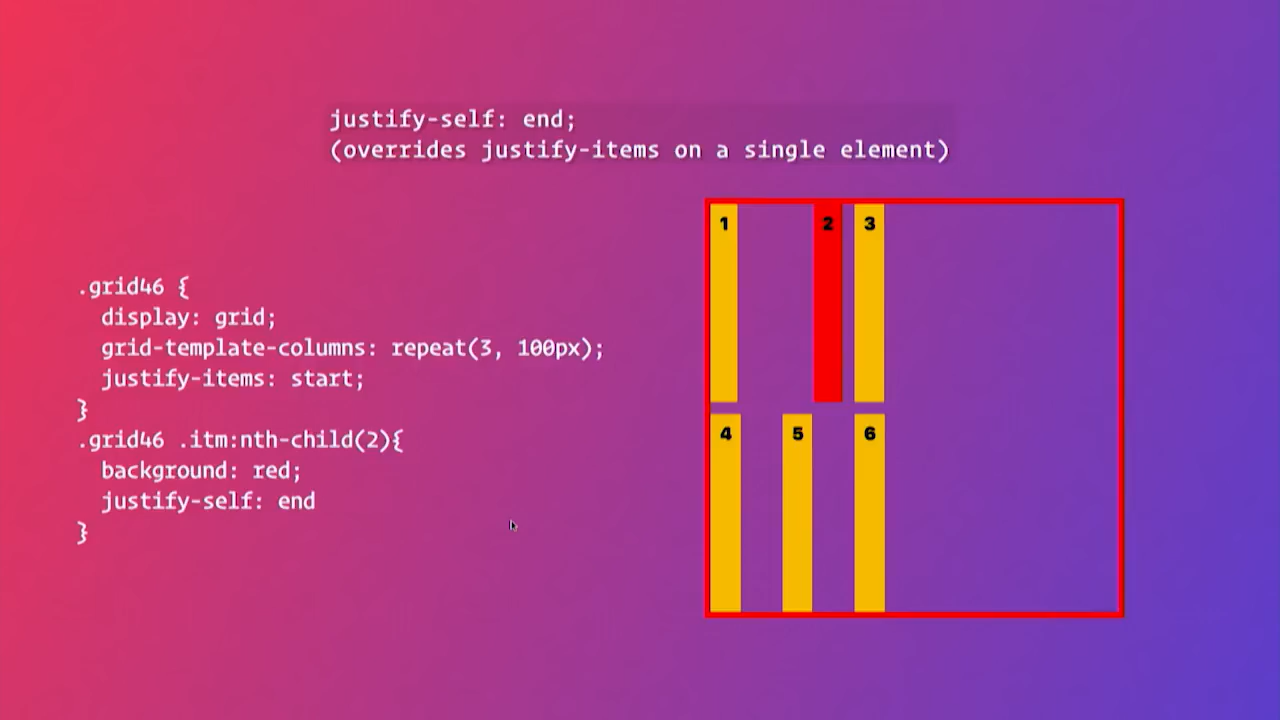 justify-self: end;
(overrides justify-items on a single element)
.grid46 {
  display: grid;
  grid-template-columns: repeat(3, 100px);
  justify-items: start;
}
.grid46 .itm:nth-child(2){
  background: red;
  justify-self: end
}
1 2 3
4 5 6